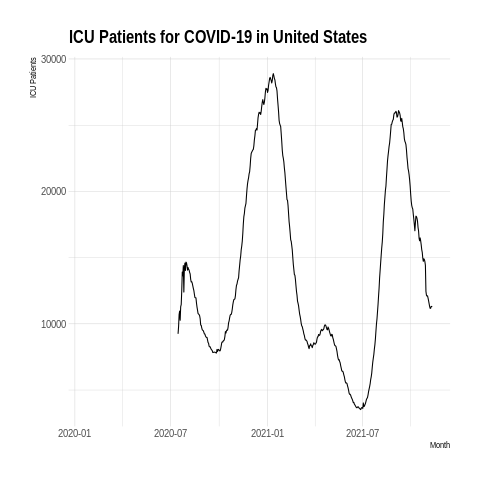 ICU Patients for COVID-19 in United States
ICU Patients
30000
20000
10000
2020-01
2020-07
2021-01
2021-07
Month